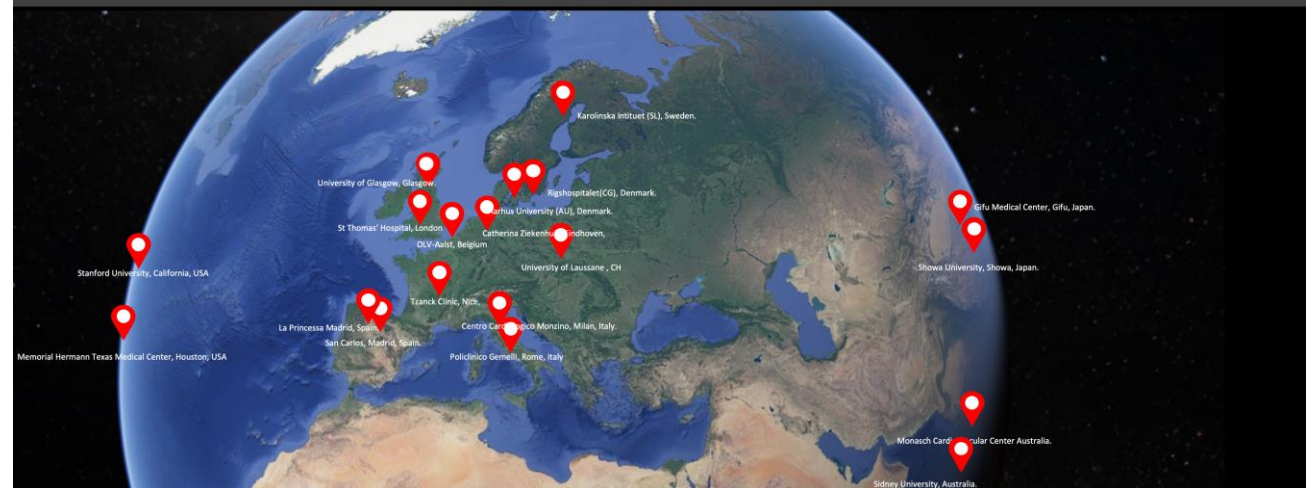 Karolinska Intituet (SL), Sweden.
University of Glasgow, Glasgow.
Rigshospitalet(CG), Denmark.
Aarhus University (AU), Denmark.
Gifu Medical Center, Gifu, Japan.
St Thomas' Hospital, London
Catherina Ziekenhuis Eindhoven,
OLV-Aalst, Belgium
University of Laussane , CH
Showa University, Showa, Japan.
Stanford University, California, USA
Tzanck Clinic, Nice,
La Princessa Madrid, Spain.
Centro Cardiologico Monzino, Milan, Italy.
San Carlos, Madrid, Spain.
Memorial Hermann Texas Medical Center, Houston, USA
Policlinico Gemelli, Rome, Italy
Monasch Cardiovascular Center Australia.
Sidney University, Australia.